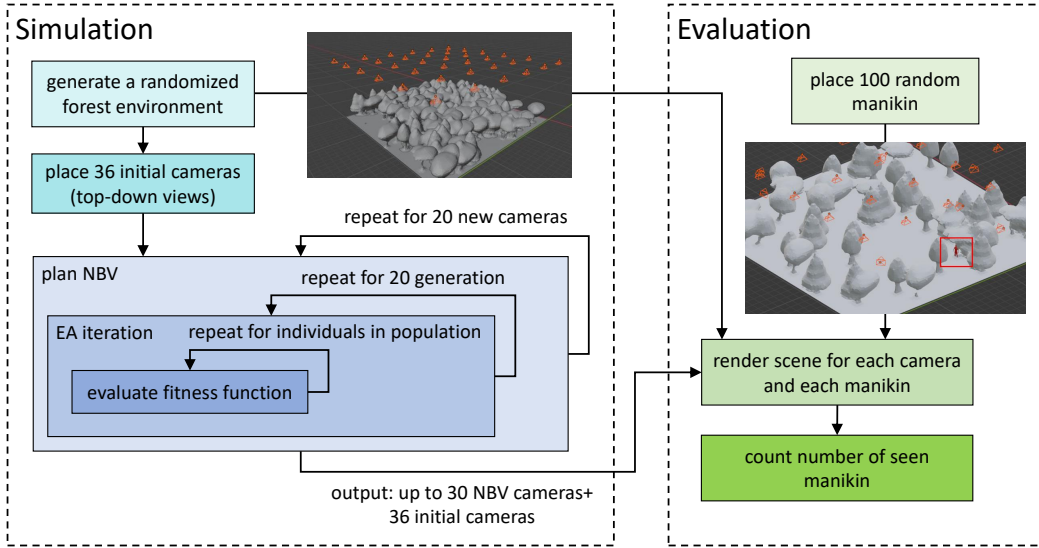 Simulation
generate a randomized
forest environment
place 36 initial cameras
(top-down views)
repeat for 20 new cameras
plan NBV
repeat for 20 generation
EA iteration
repeat for individuals in population
evaluate fitness function
output: up to 30 NBV cameras+
36 initial cameras
Evaluation
place 100 random
manikin
render scene for each camera
and each manikin
count number of seen
manikin